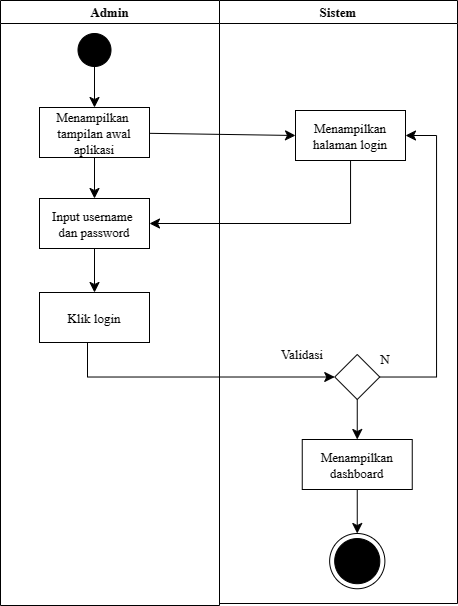 Admin
Sistem
Menampilkan
tampilan awal
aplikasi
Menampilkan
halaman login
Input username
dan password
Klik login
Validasi
N
Menampilkan
dashboard